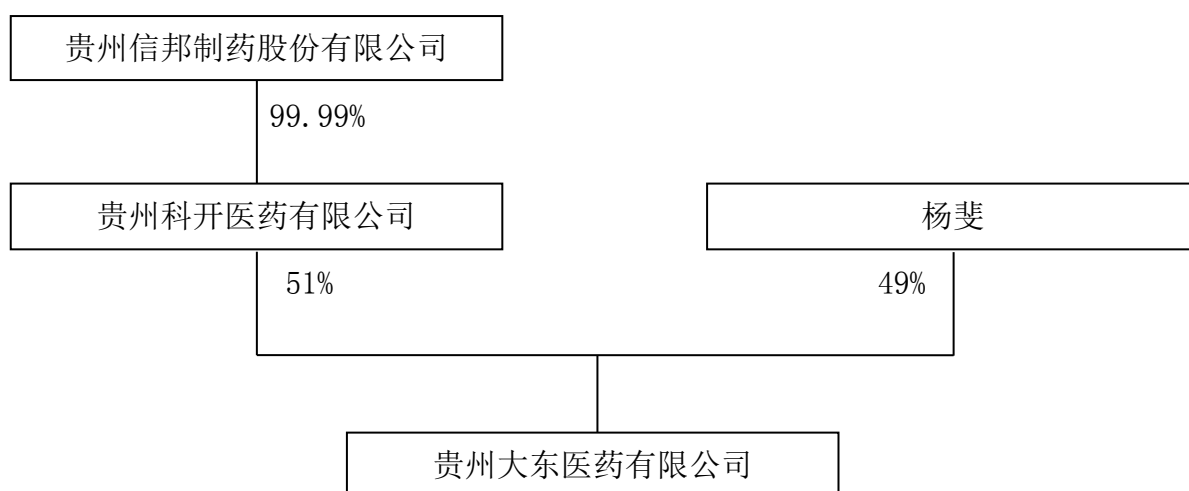 贵州信邦制药股份有限公司
99.99%
贵州科开医药有限公司
杨斐
51%
49%
贵州大东医药有限公司